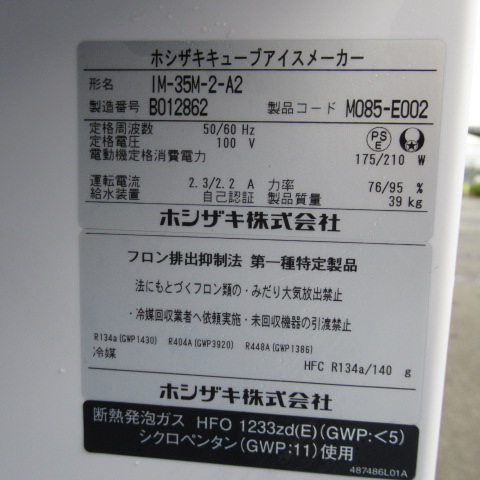 ホシザキキューブアイスメーカー
形名 IM-35M-2-A2
製造番号 B012862 製品コード M085-E002
定格周波数 50/60 Hz
定格電圧 100 V
電動機定格消費電力 175/210 W
PS E
運転電流 2.3/2.2 A 力率 76/95 %
給水装置 自己認証 製品質量 39 kg
ホシザキ株式会社
フロン排出抑制法 第一種特定製品
法にもとづくフロン類の・みだり大気放出禁止
・冷媒回収業者へ依頼実施・未回収機器の引渡禁止
R134a(GWP1430) R404A(GWP3920) R448A(GWP1386)
冷媒 HFC R134a/140 g
ホシザキ株式会社
断熱発泡ガス HFO 1233zd(E)(GWP:<5)
シクロペンタン(GWP:11)使用
487486L01A